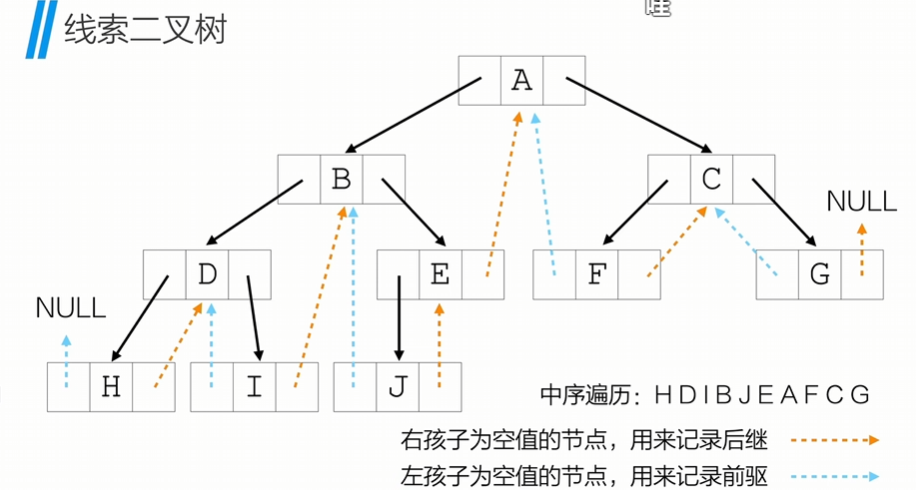 哇
线索二叉树
A
B
C
NULL
D
E
F
G
NULL
H
I
J
中序遍历：H D I B J E A F C G
右孩子为空值的节点，用来记录后继
左孩子为空值的节点，用来记录前驱